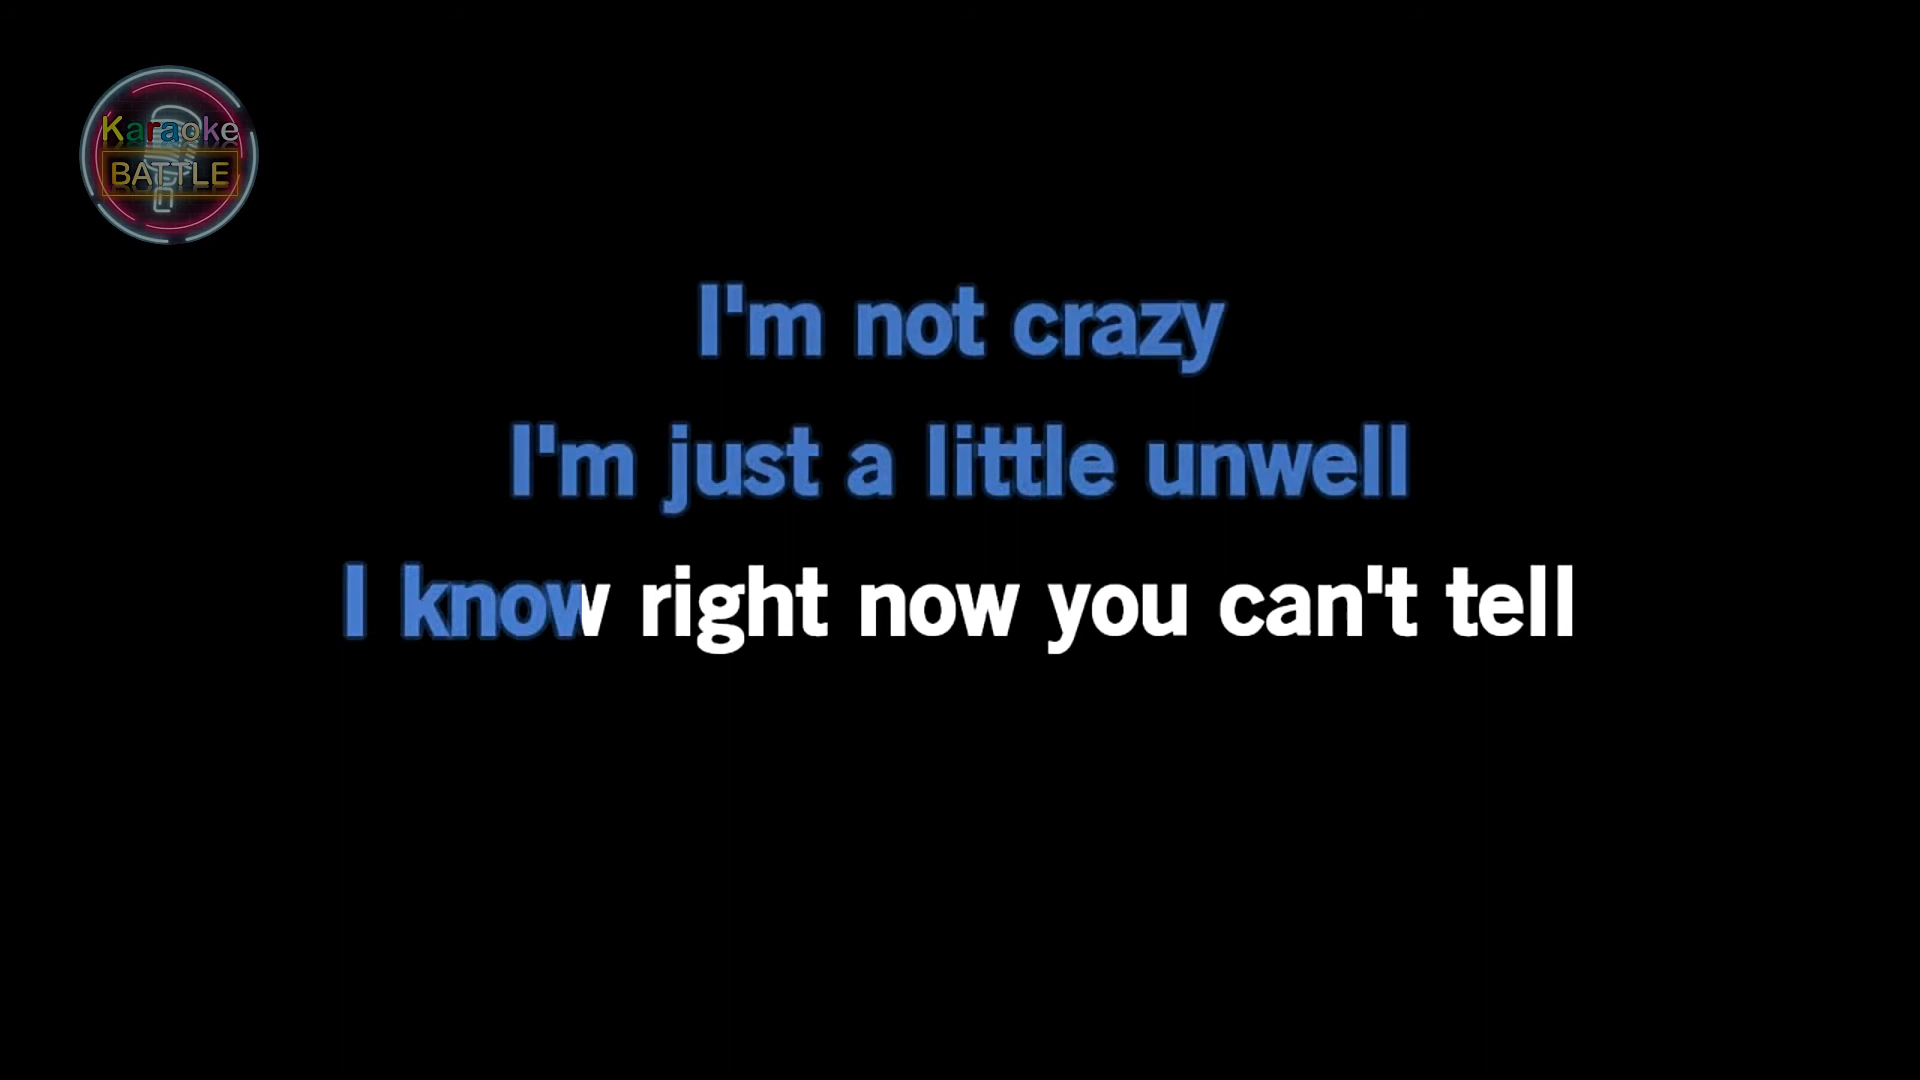 Karaoke
BATTLE
I'm not crazy
I'm just a little unwell
I know right now you can't tell